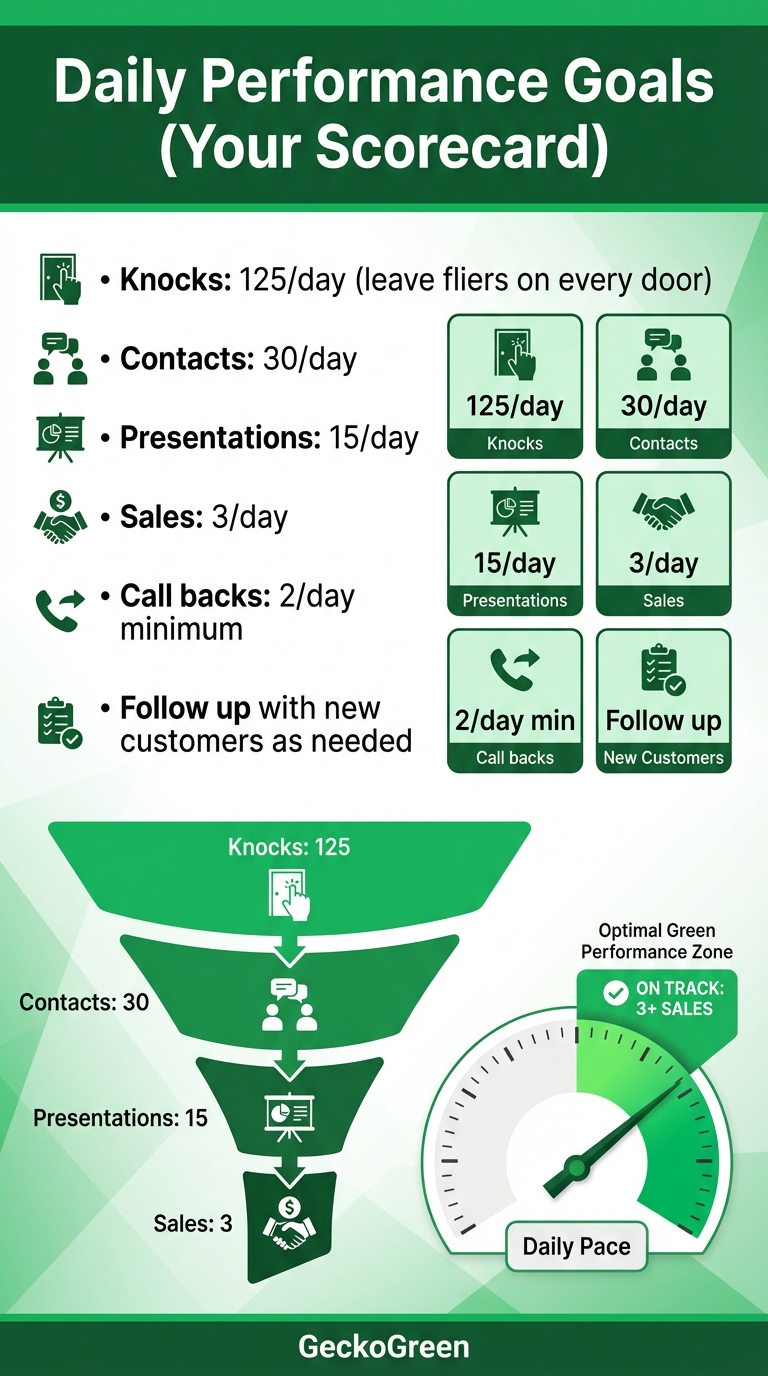 Daily Performance Goals
(Your Scorecard)
• Knocks: 125/day (leave fliers on every door)
• Contacts: 30/day
• Presentations: 15/day
• Sales: 3/day
• Call backs: 2/day
minimum
• Follow up with new
customers as needed
125/day
Knocks
30/day
Contacts
15/day
Presentations
$
3/day
Sales
2/day min
Call backs
Follow up
New Customers
Knocks: 125
Contacts: 30
Presentations: 15
Sales: 3
$
Optimal Green
Performance Zone
ON TRACK:
3+ SALES
Daily Pace
GeckoGreen